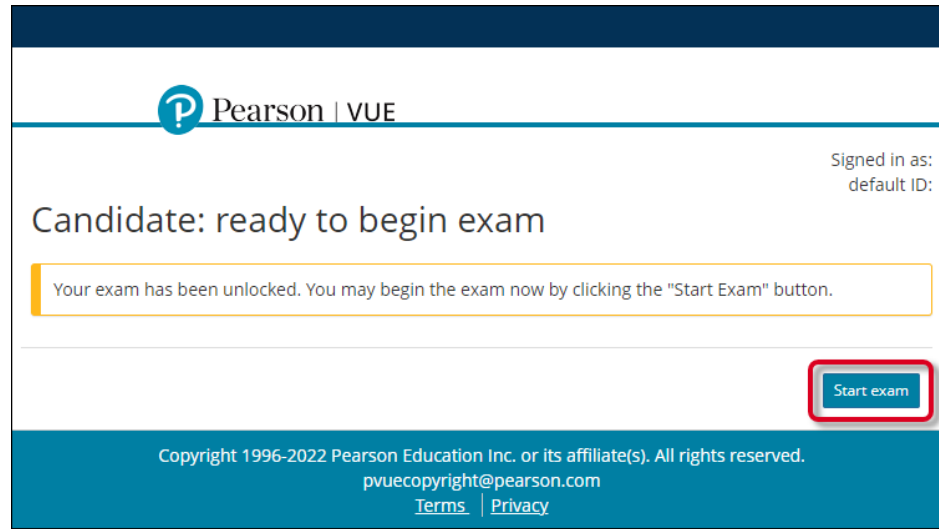 Pearson | VUE
Signed in as:
default ID:
Candidate: ready to begin exam
Your exam has been unlocked. You may begin the exam now by clicking the "Start Exam" button.
Start exam
Copyright 1996-2022 Pearson Education Inc. or its affiliate(s). All rights reserved.
pvuecopyright@pearson.com
Terms | Privacy